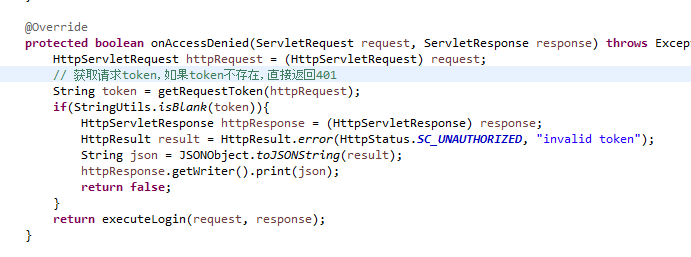 @Override
protected boolean onAccessDenied(ServletRequest request, ServletResponse response) throws Excep
HttpServletRequest httpRequest = (HttpServletRequest) request;
// 获取请求token,如果token不存在,直接返回401
String token = getRequestToken(httpRequest);
if(StringUtils.isBlank(token)){
HttpServletResponse httpResponse = (HttpServletResponse) response;
HttpResult result = HttpResult.error(HttpStatus.SC_UNAUTHORIZED, "invalid token");
String json = JSONObject.toJSONString(result);
httpResponse.getWriter().print(json);
return false;
}
return executeLogin(request, response);
}